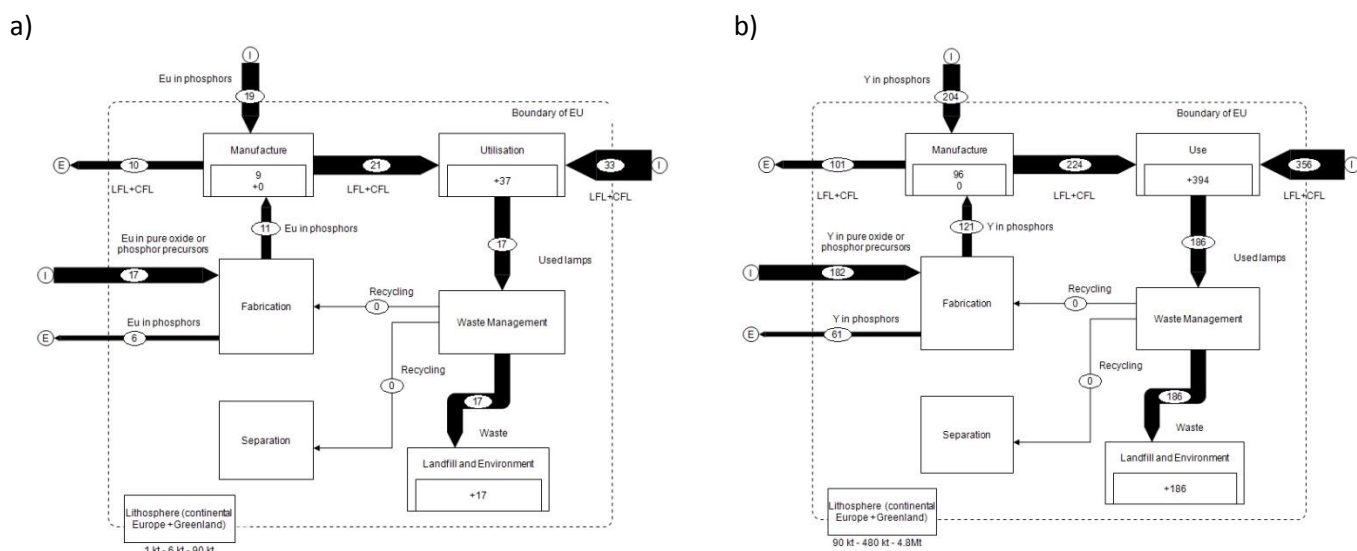 a)
I
Eu in phosphors
19
Boundary of EU
Manufacture
9
+0
E
10
LFL+CFL
21
LFL+CFL
Utilisation
+37
33
I
LFL+CFL
11
Eu in phosphors
17
Used lamps
Eu in pure oxide or
phosphor precursors
I
17
Fabrication
Recycling
0
Waste Management
Eu in phosphors
E
6
Recycling
0
17
Separation
Waste
Landfill and Environment
+17
Lithosphere (continental
Europe +Greenland)
1 kt - 6 kt - 90 kt
b)
I
Y in phosphors
204
Boundary of EU
Manufacture
96
0
E
101
LFL+CFL
224
LFL+CFL
Use
+394
356
I
LFL+CFL
121
Y in phosphors
186
Used lamps
Y in pure oxide or
phosphor precursors
I
182
Fabrication
Recycling
0
Waste Management
Y in phosphors
E
61
Recycling
0
186
Separation
Waste
Landfill and Environment
+186
Lithosphere (continental
Europe +Greenland)
90 kt - 480 kt - 4.8Mt